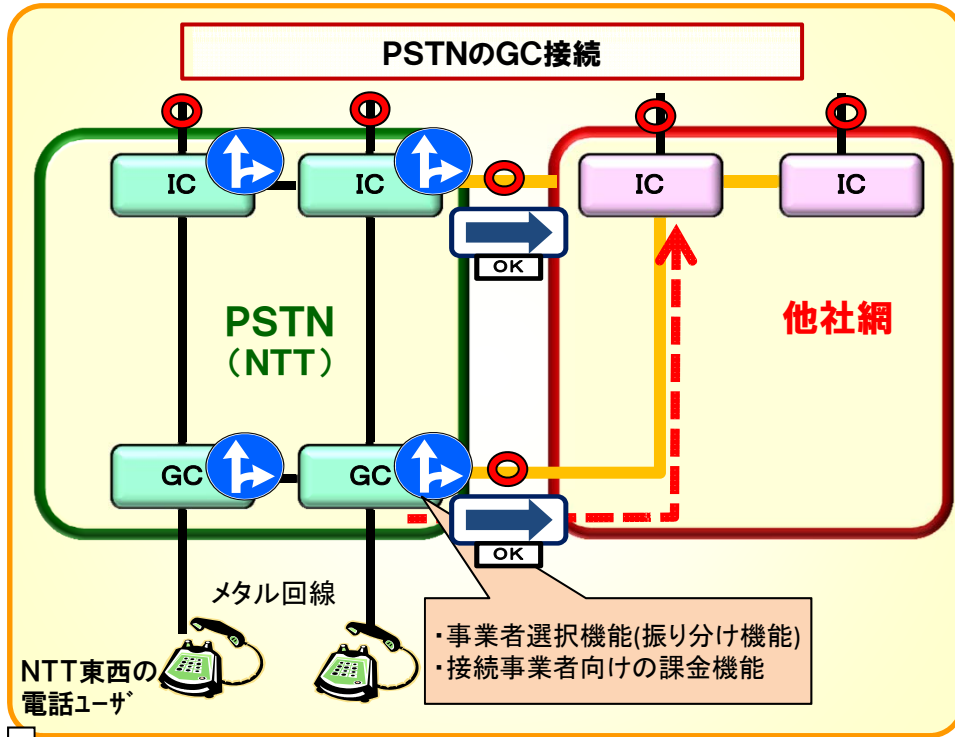 PSTNのGC接続
IC
IC
IC
IC
OK
PSTN
（NTT）
他社網
GC
GC
OK
メタル回線
・事業者選択機能(振り分け機能)
・接続事業者向けの課金機能
NTT東西の
電話ユーザ